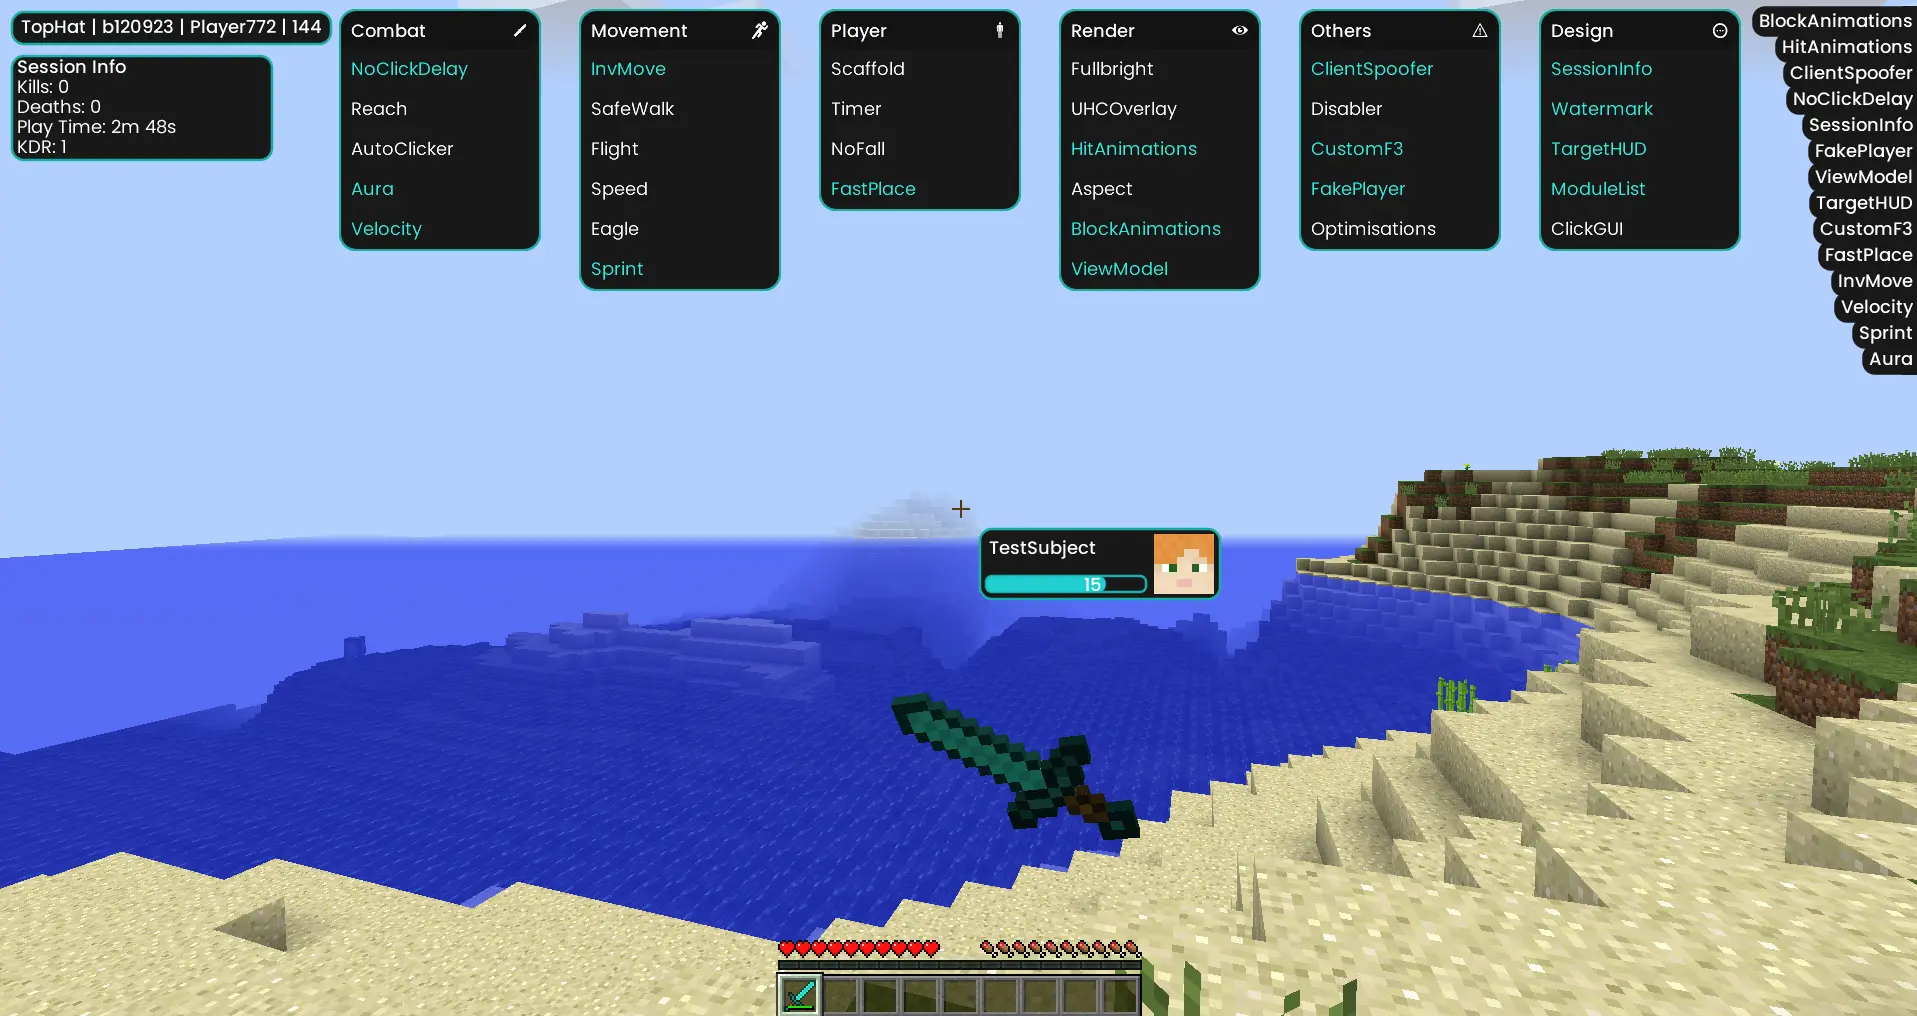 TopHat | b120923 | Player772 | 144
Session Info
Kills: 0
Deaths: 0
Play Time: 2m 48s
KDR: 1
Combat
NoClickDelay
Reach
AutoClicker
Aura
Velocity
Movement
InvMove
SafeWalk
Flight
Speed
Eagle
Sprint
Player
Scaffold
Timer
NoFall
FastPlace
Render
Fullbright
UHCOverlay
HitAnimations
Aspect
BlockAnimations
ViewModel
Others
ClientSpoofer
Disabler
CustomF3
FakePlayer
Optimisations
Design
SessionInfo
Watermark
TargetHUD
ModuleList
ClickGUI
BlockAnimations
HitAnimations
ClientSpoofer
NoClickDelay
SessionInfo
FakePlayer
ViewModel
TargetHUD
CustomF3
FastPlace
InvMove
Velocity
Sprint
Aura
TestSubject
15